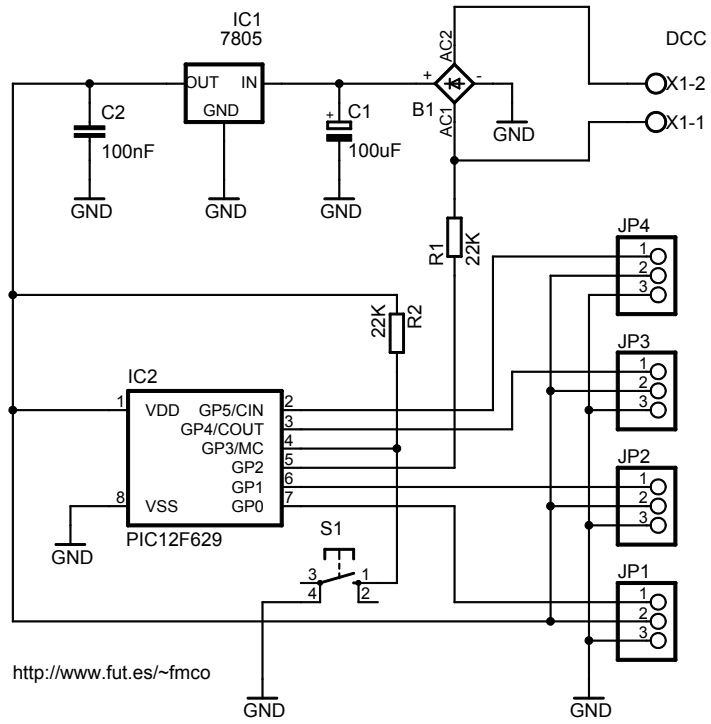 IC1
7805
OUT
IN
GND
AC2
DCC
X1-2
X1-1
+
-
B1
AC1
GND
C2
100nF
GND
GND
+
C1
100uF
GND
R1
22K
22K
R2
JP4
1
2
3
JP3
1
2
3
JP2
1
2
3
JP1
1
2
3
IC2
1
VDD
GP5/CIN
2
GP4/COUT
3
GP3/MC
4
GP2
5
GP1
6
8
VSS
GP0
7
PIC12F629
GND
S1
3
1
4
2
http://www.fut.es/~fmco
GND
GND